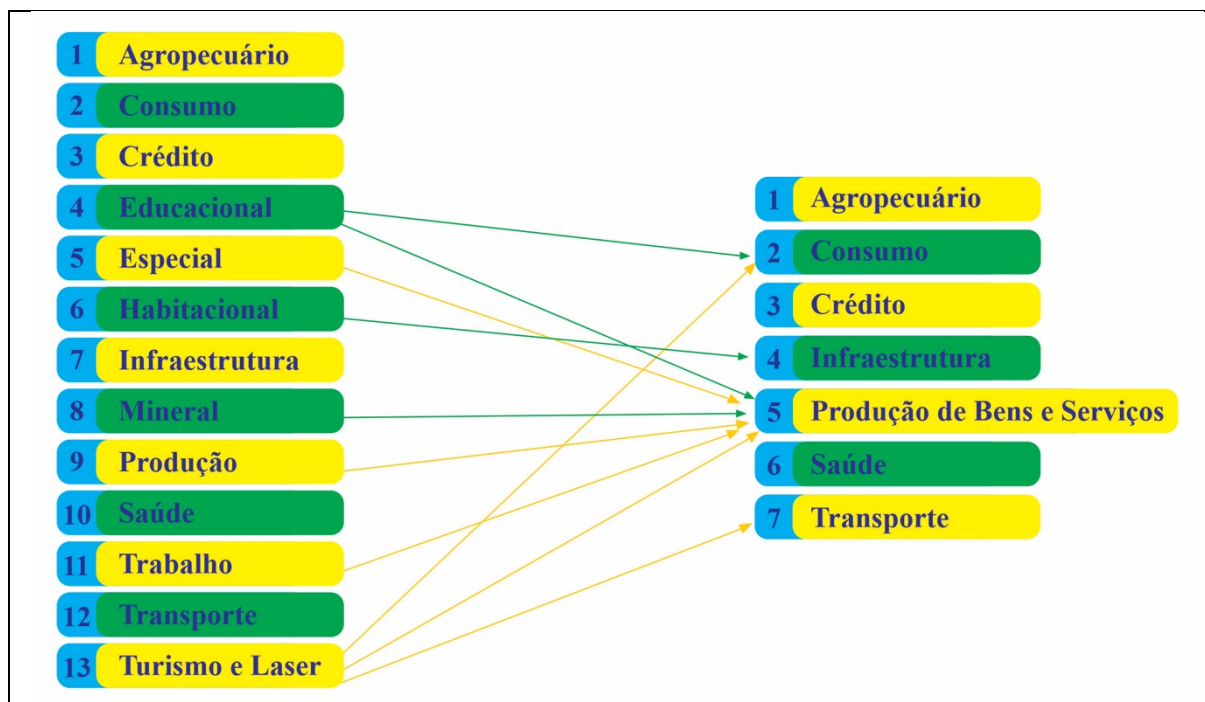 1 Agropecuário
2 Consumo
3 Crédito
4 Educacional
5 Especial
6 Habitacional
7 Infraestrutura
8 Mineral
9 Produção
10 Saúde
11 Trabalho
12 Transporte
13 Turismo e Laser
1 Agropecuário
2 Consumo
3 Crédito
4 Infraestrutura
5 Produção de Bens e Serviços
6 Saúde
7 Transporte